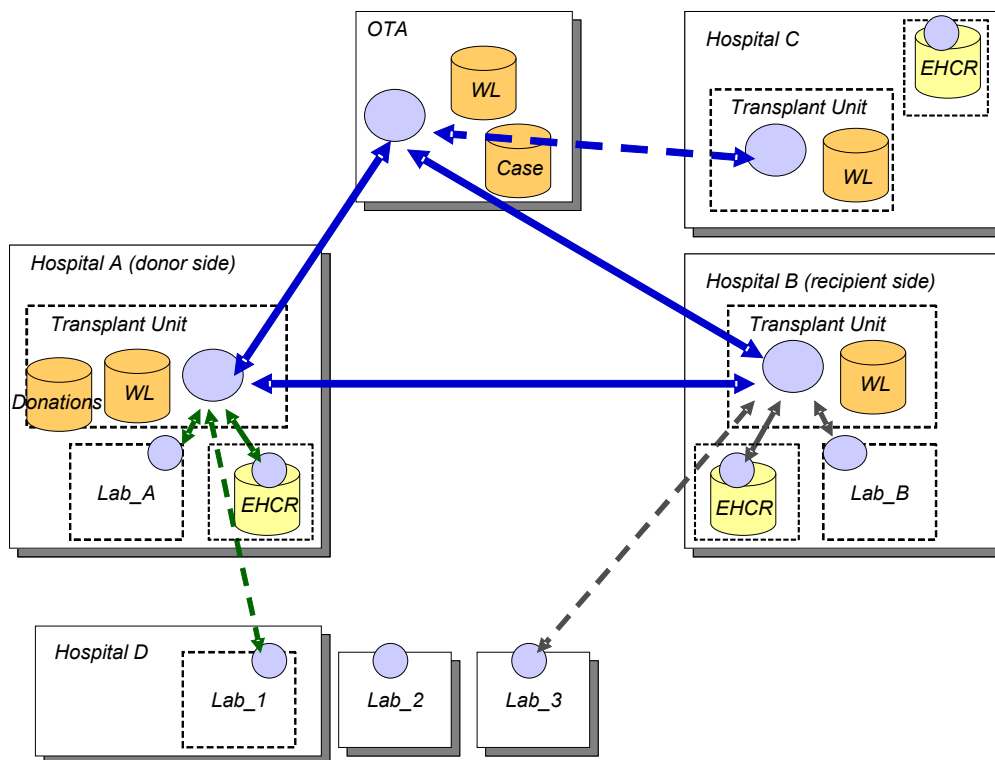 OTA
WL
Case
Hospital C
EHCR
Transplant Unit
WL
Hospital A (donor side)
Transplant Unit
Donations
WL
Lab_A
EHCR
Hospital B (recipient side)
Transplant Unit
WL
EHCR
Lab_B
Hospital D
Lab_1
Lab_2
Lab_3